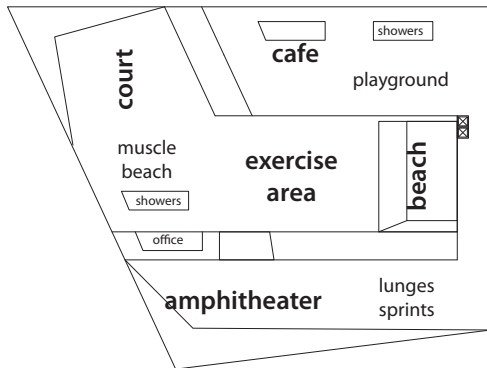 cafe
showers
playground
court
muscle
beach
showers
exercise
area
beach
office
amphitheater
lunges
sprints